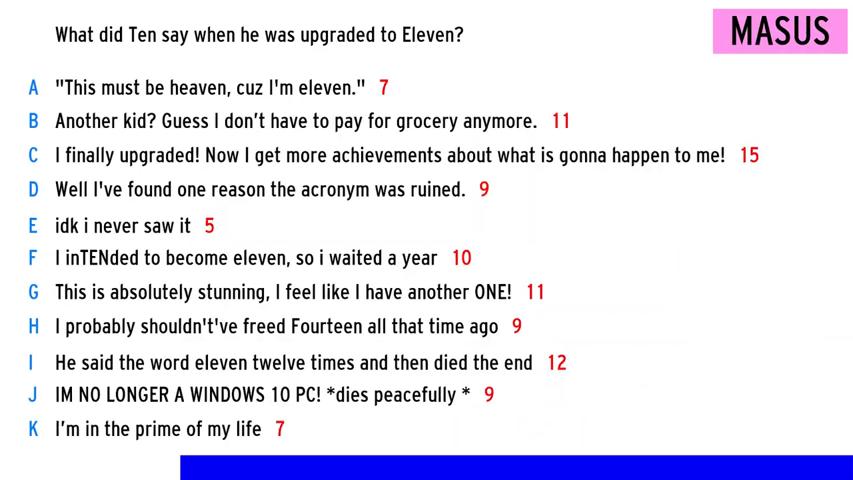 What did Ten say when he was upgraded to Eleven?
MASUS
A "This must be heaven, cuz I'm eleven." 7
B Another kid? Guess I don’t have to pay for grocery anymore. 11
C I finally upgraded! Now I get more achievements about what is gonna happen to me! 15
D Well I've found one reason the acronym was ruined. 9
E idk i never saw it 5
F I inTENded to become eleven, so i waited a year 10
G This is absolutely stunning, I feel like I have another ONE! 11
H I probably shouldn't've freed Fourteen all that time ago 9
I He said the word eleven twelve times and then died the end 12
J IM NO LONGER A WINDOWS 10 PC! *dies peacefully * 9
K I’m in the prime of my life 7